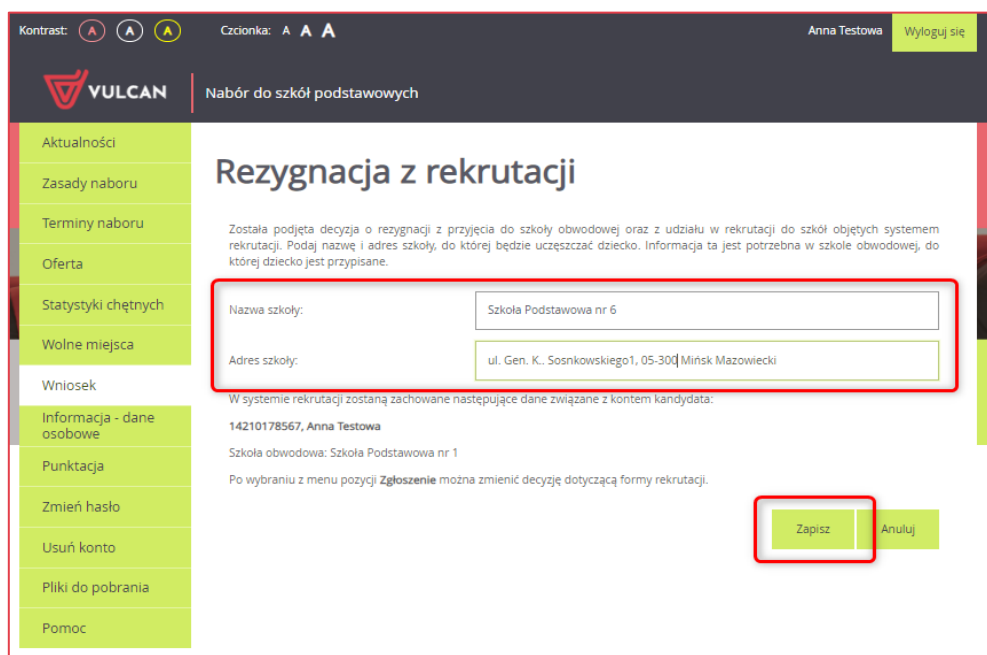 Kontrast: A A A Czcionka: A A A Anna Testowa Wyloguj się
VULCAN Nabór do szkół podstawowych
Aktualności
Zasady naboru
Terminy naboru
Oferta
Statystyki chętnych
Wolne miejsca
Wniosek
Informacja - dane
osobowe
Punktacja
Zmień hasło
Usuń konto
Pliki do pobrania
Pomoc
Rezygnacja z rekrutacji
Została podjęta decyzja o rezygnacji z przyjęcia do szkoły obwodowej oraz z udziału w rekrutacji do szkół objętych systemem
rekrutacji. Podaj nazwę i adres szkoły, do której będzie uczęszczać dziecko. Informacja ta jest potrzebna w szkole obwodowej, do
której dziecko jest przypisane.
Nazwa szkoły: Szkoła Podstawowa nr 6
Adres szkoły: ul. Gen. K.. Sosnkowskiego1, 05-300 Mińsk Mazowiecki
W systemie rekrutacji zostaną zachowane następujące dane związane z kontem kandydata:
14210178567, Anna Testowa
Szkoła obwodowa: Szkoła Podstawowa nr 1
Po wybraniu z menu pozycji Zgłoszenie można zmienić decyzję dotyczącą formy rekrutacji.
Zapisz Anuluj